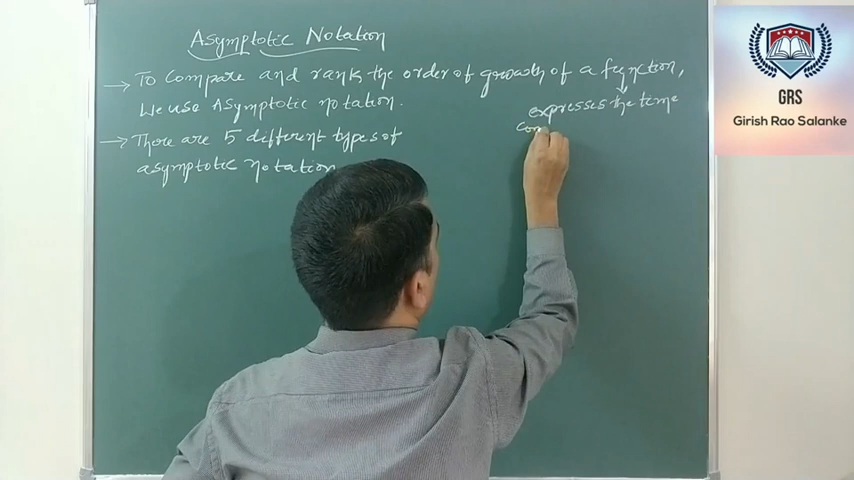 Asymptotic Notation
→ To Compare and rank the order of growth of a function,
We use Asymptotic notation.
expresses the time
com
→ There are 5 different types of
asymptotic notation
GRS
Girish Rao Salanke